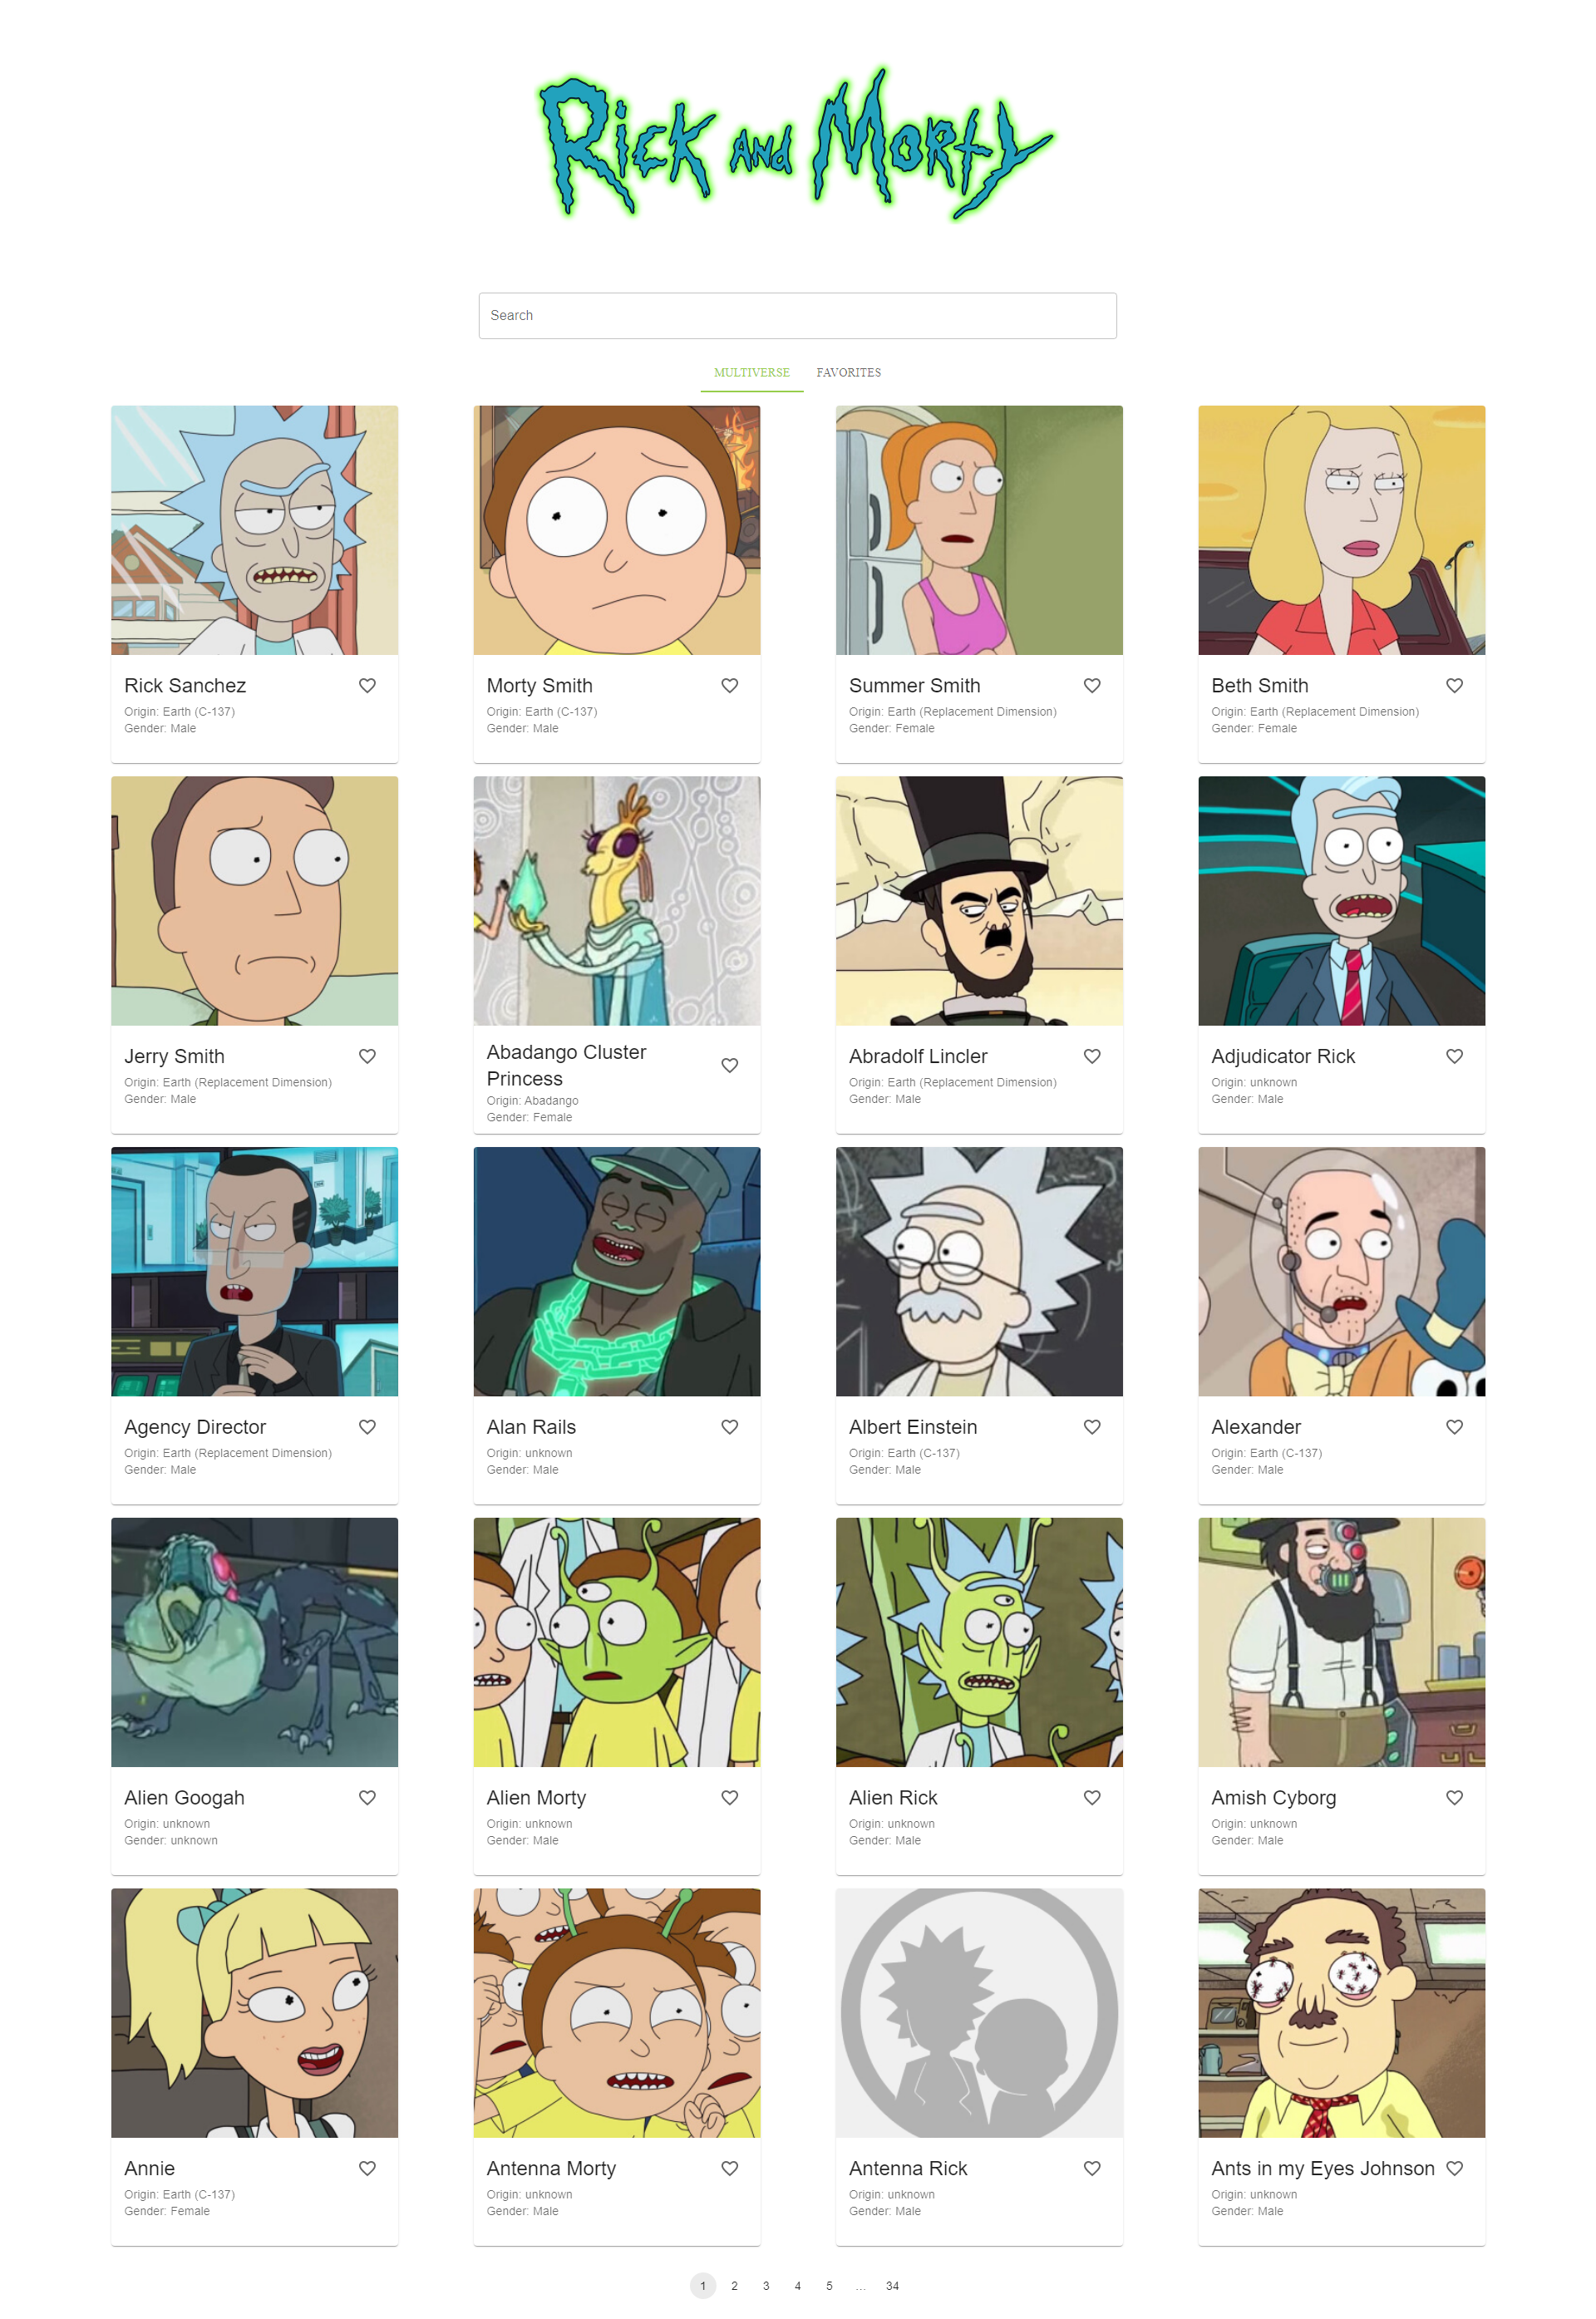 Rick and Morty
Search
MULTIVERSE FAVORITES
Rick Sanchez
Origin: Earth (C-137)
Gender: Male
Morty Smith
Origin: Earth (C-137)
Gender: Male
Summer Smith
Origin: Earth (Replacement Dimension)
Gender: Female
Beth Smith
Origin: Earth (Replacement Dimension)
Gender: Female
Jerry Smith
Origin: Earth (Replacement Dimension)
Gender: Male
Abadango Cluster
Princess
Origin: Abadango
Gender: Female
Abradolf Lincler
Origin: Earth (Replacement Dimension)
Gender: Male
Adjudicator Rick
Origin: unknown
Gender: Male
Agency Director
Origin: Earth (Replacement Dimension)
Gender: Male
Alan Rails
Origin: unknown
Gender: Male
Albert Einstein
Origin: Earth (C-137)
Gender: Male
Alexander
Origin: Earth (C-137)
Gender: Male
Alien Googah
Origin: unknown
Gender: unknown
Alien Morty
Origin: unknown
Gender: Male
Alien Rick
Origin: unknown
Gender: Male
Amish Cyborg
Origin: unknown
Gender: Male
Annie
Origin: Earth (C-137)
Gender: Female
Antenna Morty
Origin: unknown
Gender: Male
Antenna Rick
Origin: unknown
Gender: Male
Ants in my Eyes Johnson
Origin: unknown
Gender: Male
1 2 3 4 5 … 34